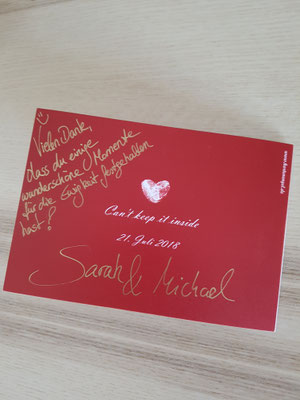 Vielen Dank,
dass du einige
wunderschöne Momente
für die Ewigkeit festgehalten
hast!
Can't keep it inside
21. Juli 2018
Sarah & Michael